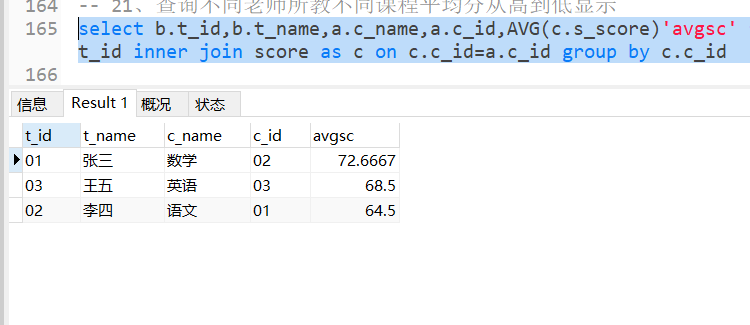 164 -- 21、查询不同老师所教不同课程平均分从高到低显示
165 select b.t_id,b.t_name,a.c_name,a.c_id,AVG(c.s_score)'avgsc'
t_id inner join score as c on c.c_id=a.c_id group by c.c_id
166
信息 Result 1 概况 状态
t_id t_name c_name c_id avgsc
01 张三 数学 02 72.6667
03 王五 英语 03 68.5
02 李四 语文 01 64.5